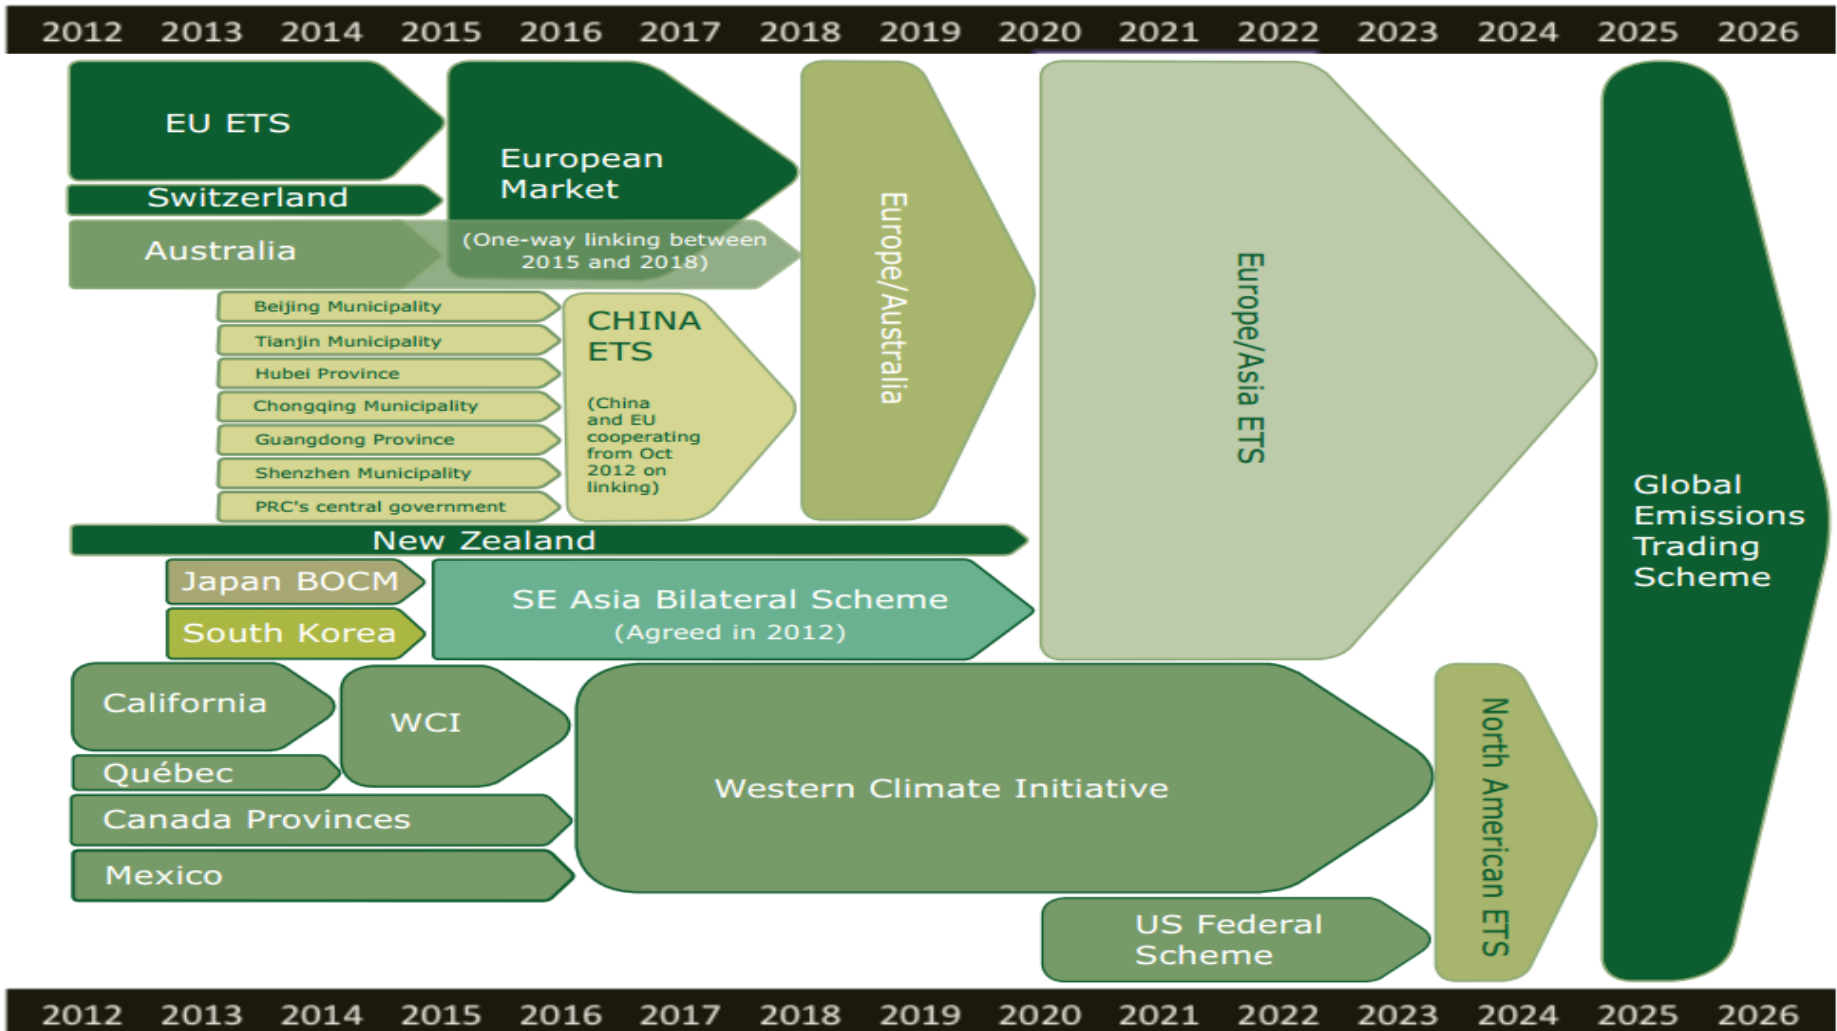 2012 2013 2014 2015 2016 2017 2018 2019 2020 2021 2022 2023 2024 2025 2026
EU ETS
Switzerland
Australia
European
Market
(One-way linking between
2015 and 2018)
Beijing Municipality
Tianjin Municipality
Hubei Province
Chongqing Municipality
Guangdong Province
Shenzhen Municipality
PRC's central government
CHINA
ETS
(China
and EU
cooperating
from Oct
2012 on
linking)
Europe/Australia
New Zealand
Japan BOCM
South Korea
SE Asia Bilateral Scheme
(Agreed in 2012)
Europe/Asia ETS
California
Québec
WCI
Canada Provinces
Mexico
Western Climate Initiative
US Federal
Scheme
North American ETS
Global
Emissions
Trading
Scheme
2012 2013 2014 2015 2016 2017 2018 2019 2020 2021 2022 2023 2024 2025 2026